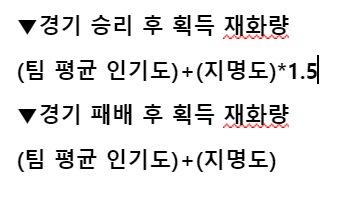 ▼경기 승리 후 획득 재화량
(팀 평균 인기도)+(지명도)*1.5
▼경기 패배 후 획득 재화량
(팀 평균 인기도)+(지명도)